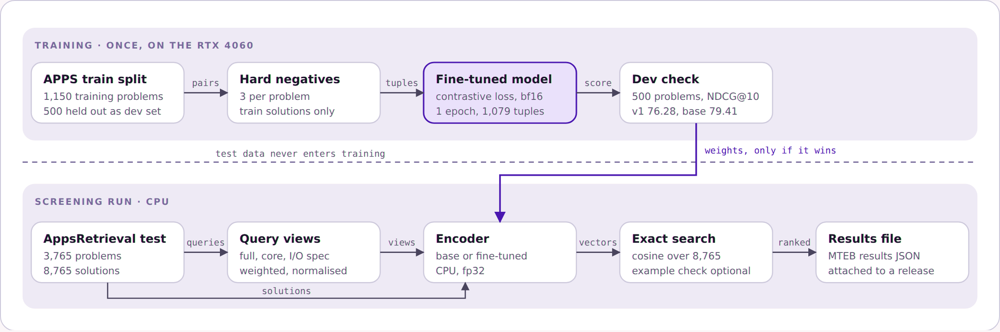 TRAINING · ONCE, ON THE RTX 4060
APPS train split
1,150 training problems
500 held out as dev set
pairs
Hard negatives
3 per problem
train solutions only
tuples
Fine-tuned model
contrastive loss, bf16
1 epoch, 1,079 tuples
score
Dev check
500 problems, NDCG@10
v1 76.28, base 79.41
test data never enters training
weights, only if it wins
SCREENING RUN · CPU
AppsRetrieval test
3,765 problems
8,765 solutions
queries
Query views
full, core, I/O spec
weighted, normalised
views
Encoder
base or fine-tuned
CPU, fp32
vectors
Exact search
cosine over 8,765
example check optional
ranked
Results file
MTEB results JSON
attached to a release
solutions